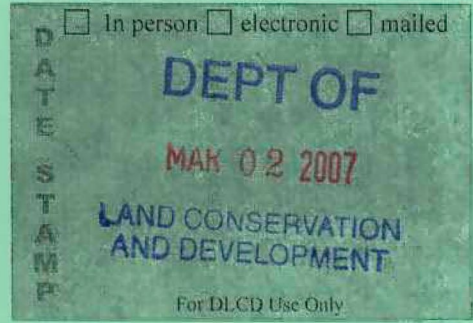 ☐ In person ☐ electronic ☐ mailed
DATE STAMP
DEPT OF
MAR 02 2007
LAND CONSERVATION
AND DEVELOPMENT
For DLCD Use Only